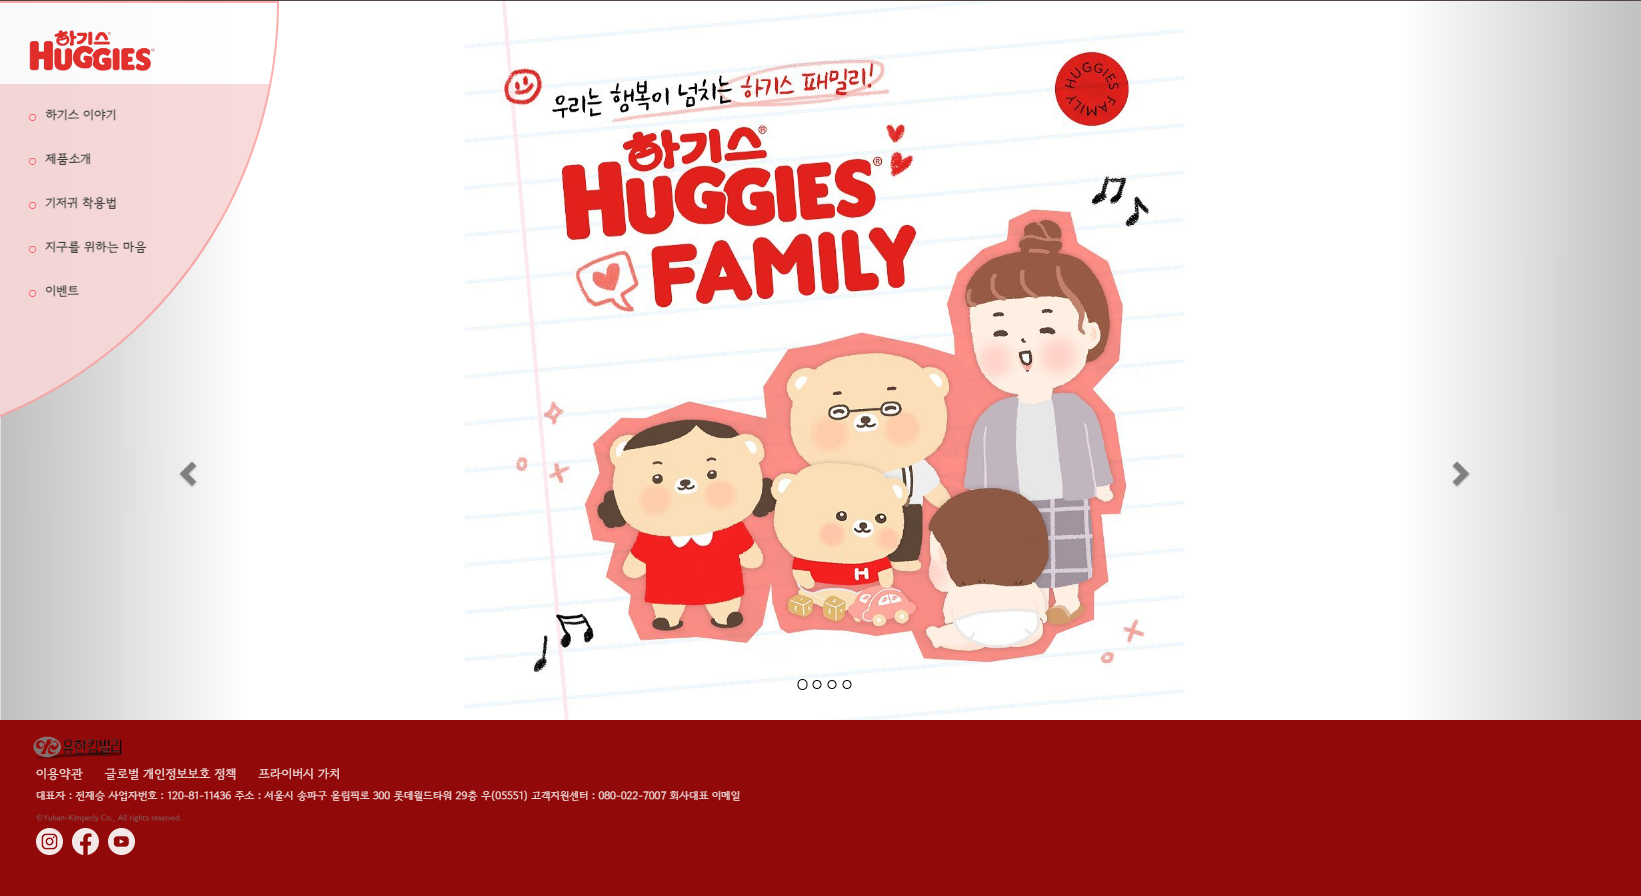 하기스
HUGGIES
하기스 이야기
제품소개
기저귀 착용법
지구를 위하는 마음
이벤트
우리는 행복이 넘치는 하기스 패밀리!
HUGGIES FAMILY
하기스®
HUGGIES®
FAMILY
H
유한킴벌리
이용약관 글로벌 개인정보보호 정책 프라이버시 가치
대표자 : 전재승 사업자번호 : 120-81-11436 주소 : 서울시 송파구 올림픽로 300 롯데월드타워 29층 우(05551) 고객지원센터 : 080-022-7007 회사대표 이메일
©Yuhan-Kimperly Co., All rights reserved.